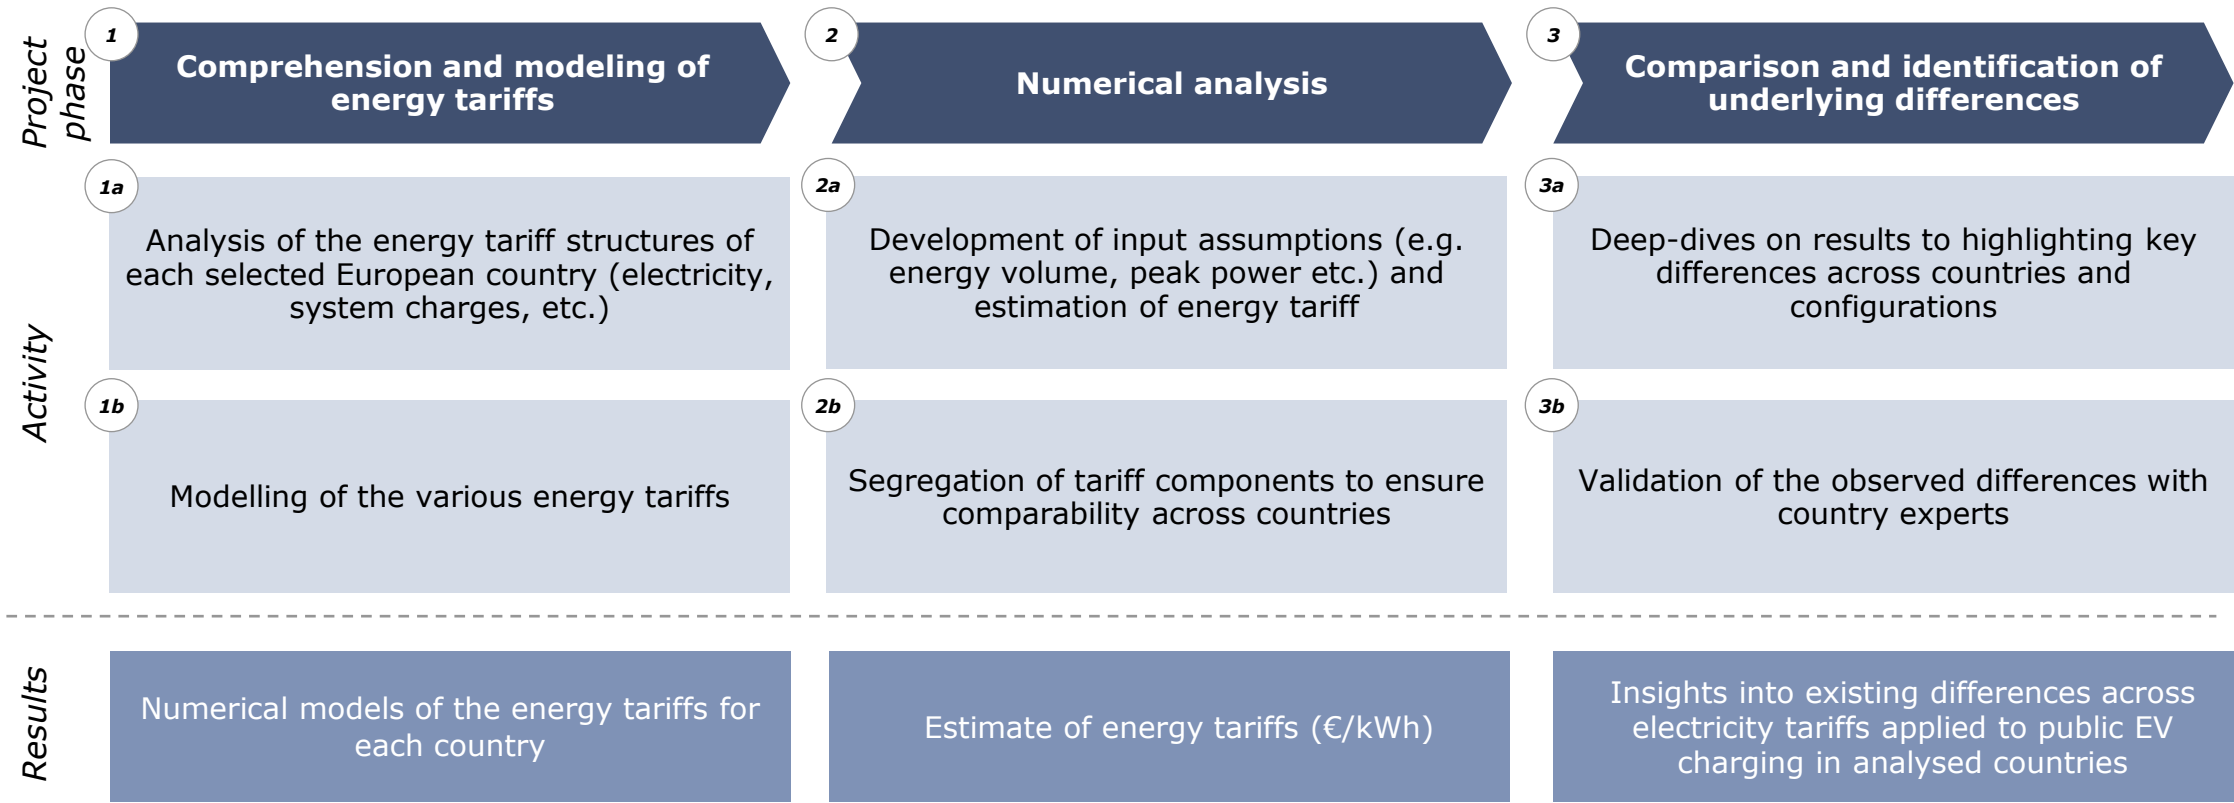 Project
phase
1
Comprehension and modeling of
energy tariffs
2
Numerical analysis
3
Comparison and identification of
underlying differences
Activity
1a
Analysis of the energy tariff structures of
each selected European country (electricity,
system charges, etc.)
2a
Development of input assumptions (e.g.
energy volume, peak power etc.) and
estimation of energy tariff
3a
Deep-dives on results to highlighting key
differences across countries and
configurations
1b
Modelling of the various energy tariffs
2b
Segregation of tariff components to ensure
comparability across countries
3b
Validation of the observed differences with
country experts
Results
Numerical models of the energy tariffs for
each country
Estimate of energy tariffs (€/kWh)
Insights into existing differences across
electricity tariffs applied to public EV
charging in analysed countries